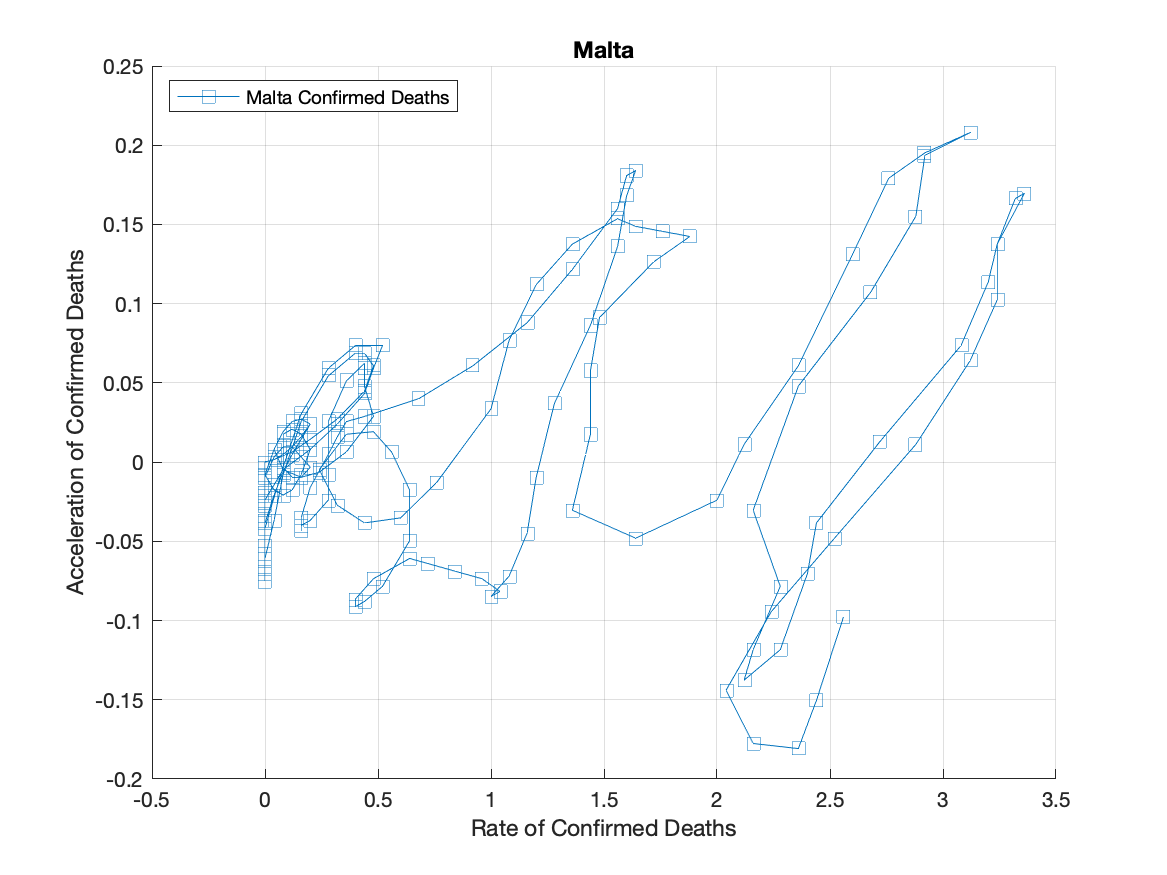 Malta
Malta Confirmed Deaths
Acceleration of Confirmed Deaths
0.25
0.2
0.15
0.1
0.05
0
-0.05
-0.1
-0.15
-0.2
-0.5 0 0.5 1 1.5 2 2.5 3 3.5
Rate of Confirmed Deaths